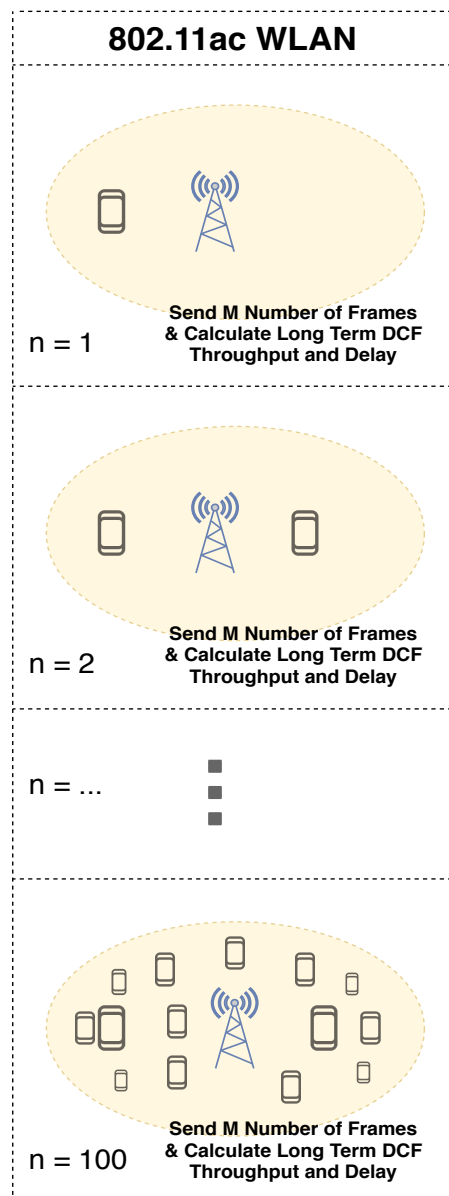 802.11ac WLAN
Send M Number of Frames
& Calculate Long Term DCF
Throughput and Delay
n = 1
Send M Number of Frames
& Calculate Long Term DCF
Throughput and Delay
n = 2
n = ...
Send M Number of Frames
& Calculate Long Term DCF
Throughput and Delay
n = 100